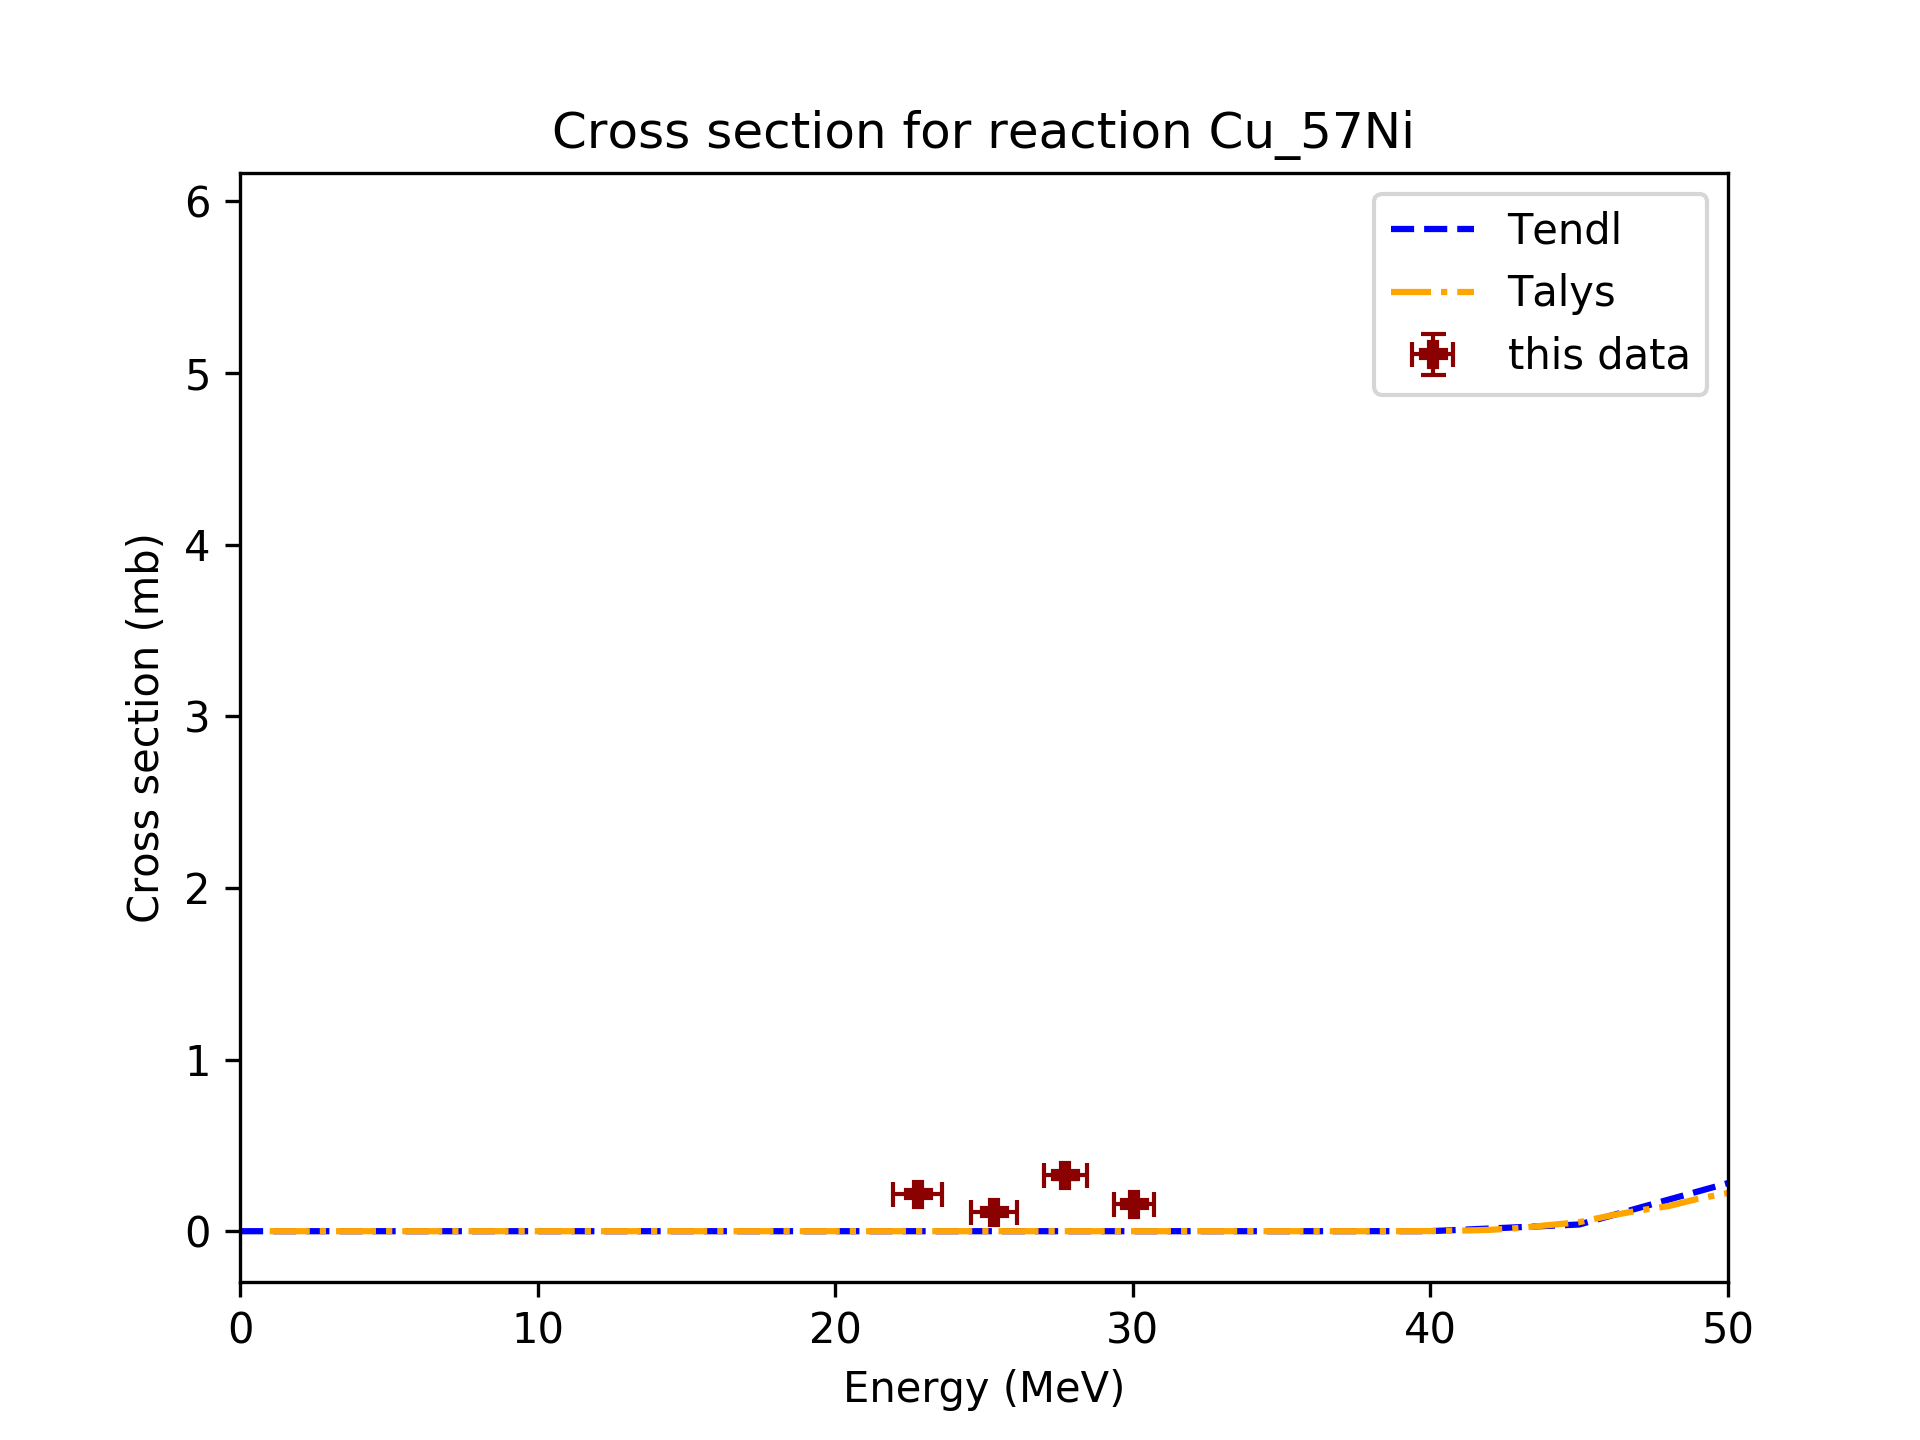 Cross section for reaction Cu_57Ni
Tendl
Talys
this data
Cross section (mb)
6
5
4
3
2
1
0
0 10 20 30 40 50
Energy (MeV)